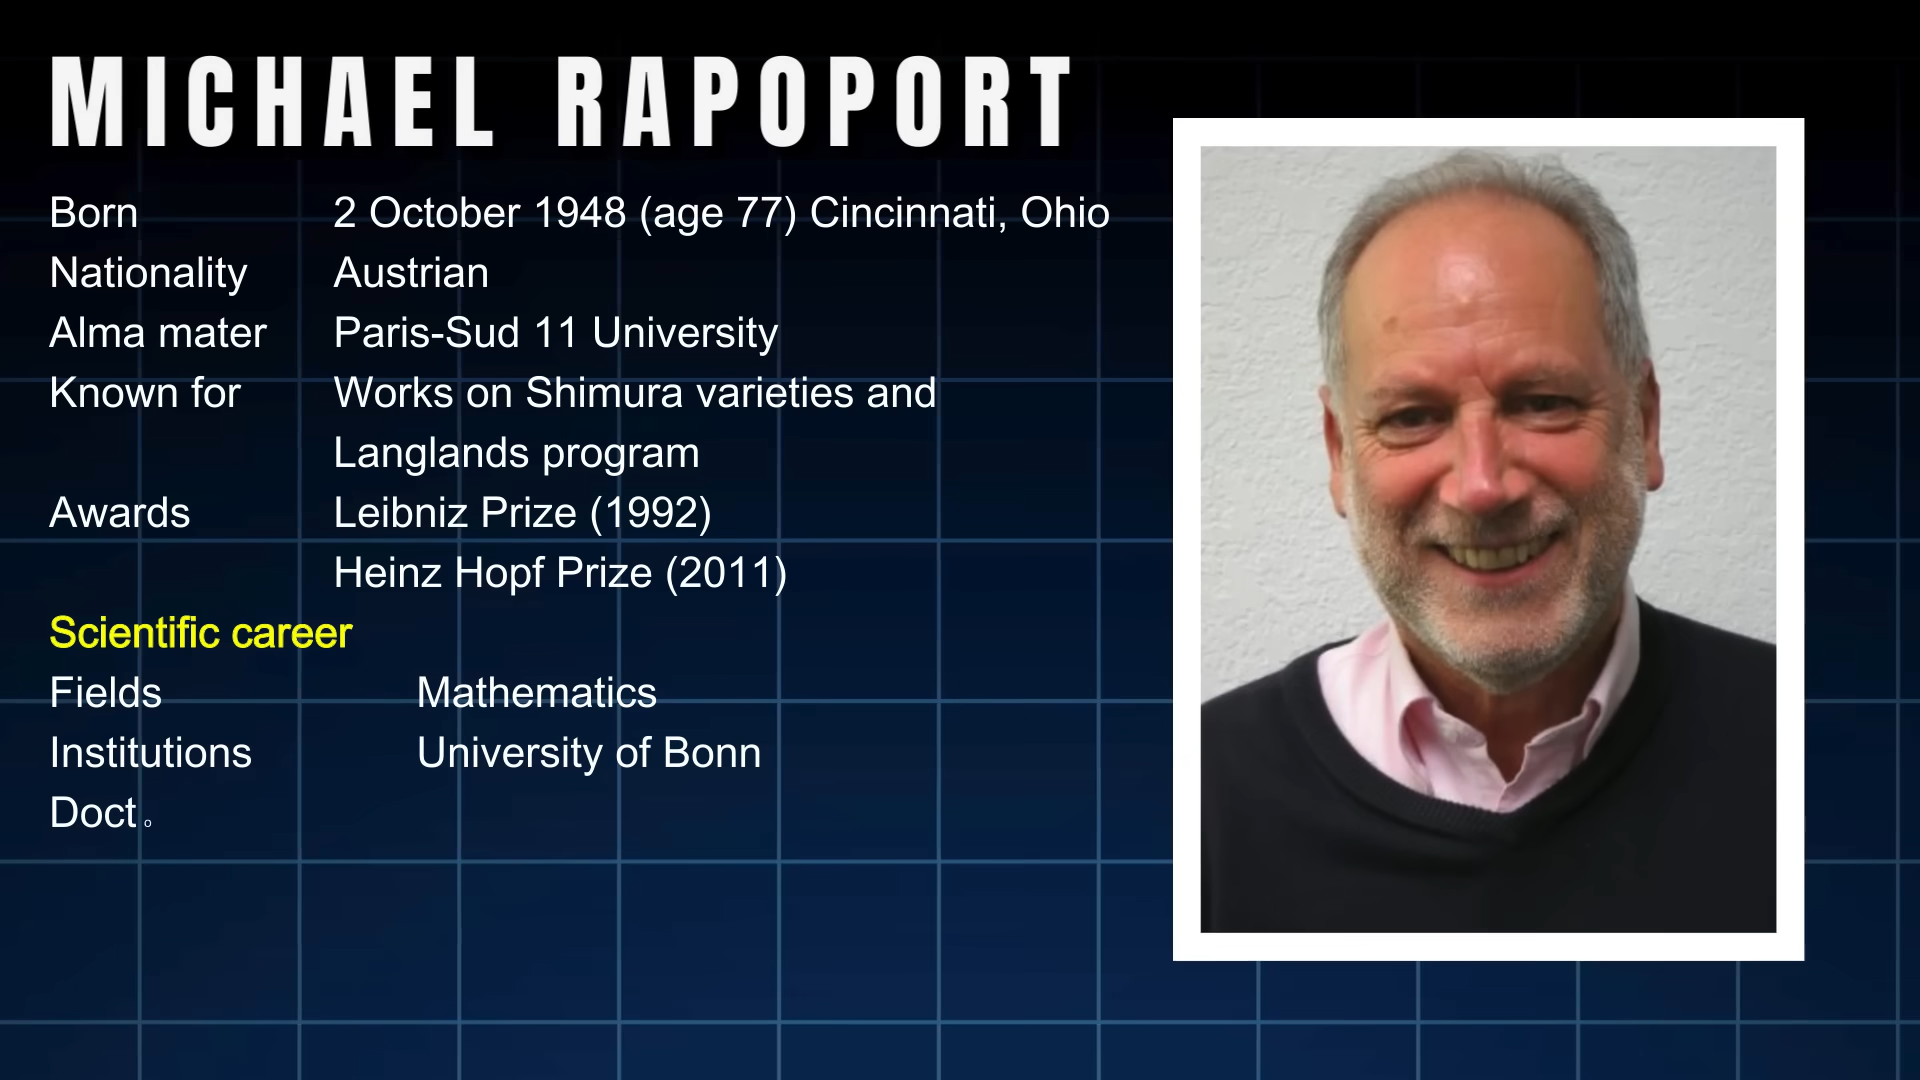 MICHAEL RAPOPORT
Born 2 October 1948 (age 77) Cincinnati, Ohio
Nationality Austrian
Alma mater Paris-Sud 11 University
Known for Works on Shimura varieties and
Langlands program
Awards Leibniz Prize (1992)
Heinz Hopf Prize (2011)
Scientific career
Fields Mathematics
Institutions University of Bonn
Docto